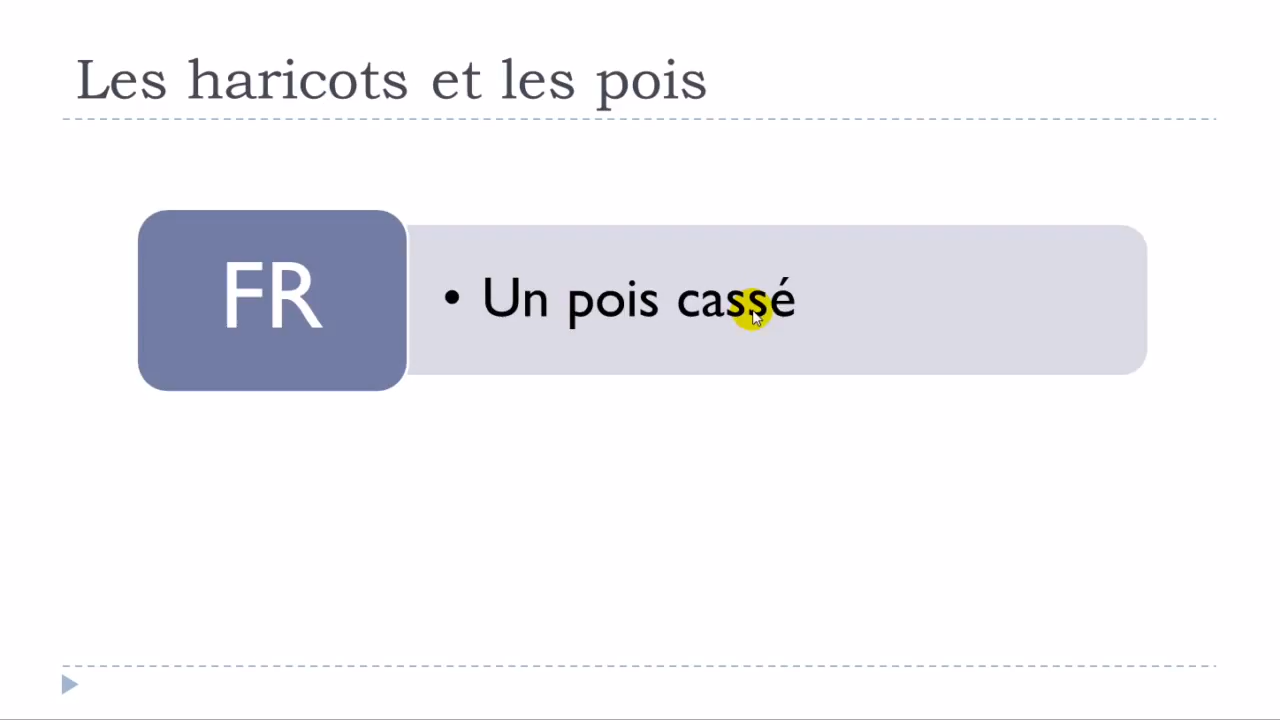 Les haricots et les pois
FR
• Un pois cassé